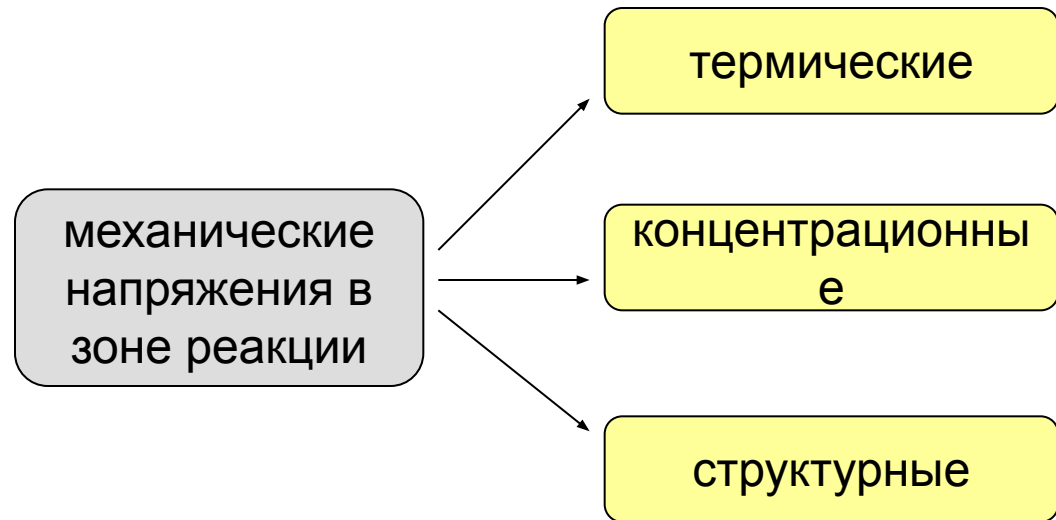 термические
механические
напряжения в
зоне реакции
концентрационны
е
структурные